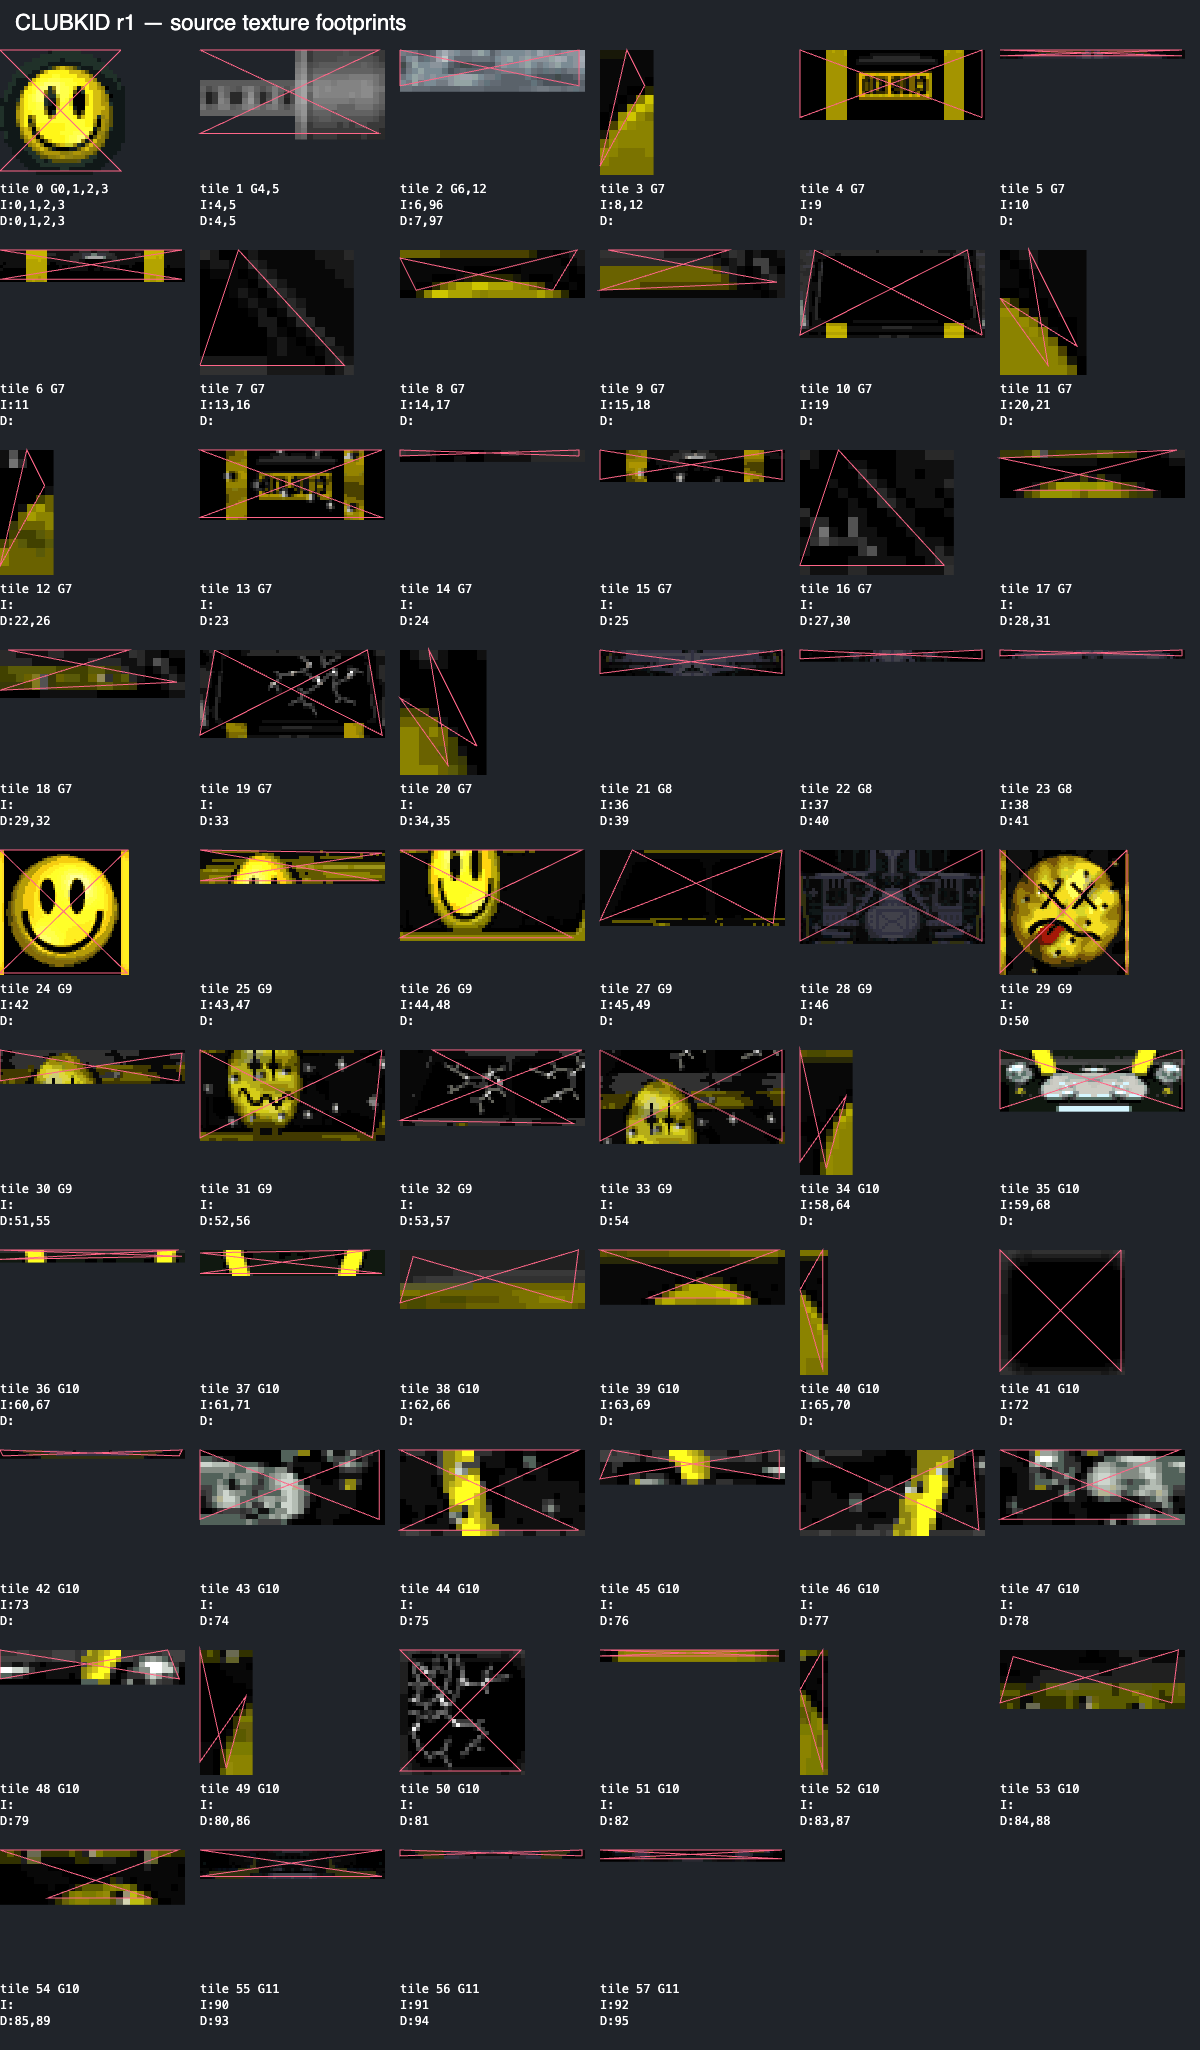 CLUBKID r1 — source texture footprints
tile 0 G0,1,2,3
I:0,1,2,3
D:0,1,2,3
tile 1 G4,5
I:4,5
D:4,5
tile 2 G6,12
I:6,96
D:7,97
tile 3 G7
I:8,12
D:
tile 4 G7
I:9
D:
tile 5 G7
I:10
D:
tile 6 G7
I:11
D:
tile 7 G7
I:13,16
D:
tile 8 G7
I:14,17
D:
tile 9 G7
I:15,18
D:
tile 10 G7
I:19
D:
tile 11 G7
I:20,21
D:
tile 12 G7
I:
D:22,26
tile 13 G7
I:
D:23
tile 14 G7
I:
D:24
tile 15 G7
I:
D:25
tile 16 G7
I:
D:27,30
tile 17 G7
I:
D:28,31
tile 18 G7
I:
D:29,32
tile 19 G7
I:
D:33
tile 20 G7
I:
D:34,35
tile 21 G8
I:36
D:39
tile 22 G8
I:37
D:40
tile 23 G8
I:38
D:41
tile 24 G9
I:42
D:
tile 25 G9
I:43,47
D:
tile 26 G9
I:44,48
D:
tile 27 G9
I:45,49
D:
tile 28 G9
I:46
D:
tile 29 G9
I:
D:50
tile 30 G9
I:
D:51,55
tile 31 G9
I:
D:52,56
tile 32 G9
I:
D:53,57
tile 33 G9
I:
D:54
tile 34 G10
I:58,64
D:
tile 35 G10
I:59,68
D:
tile 36 G10
I:60,67
D:
tile 37 G10
I:61,71
D:
tile 38 G10
I:62,66
D:
tile 39 G10
I:63,69
D:
tile 40 G10
I:65,70
D:
tile 41 G10
I:72
D:
tile 42 G10
I:73
D:
tile 43 G10
I:
D:74
tile 44 G10
I:
D:75
tile 45 G10
I:
D:76
tile 46 G10
I:
D:77
tile 47 G10
I:
D:78
tile 48 G10
I:
D:79
tile 49 G10
I:
D:80,86
tile 50 G10
I:
D:81
tile 51 G10
I:
D:82
tile 52 G10
I:
D:83,87
tile 53 G10
I:
D:84,88
tile 54 G10
I:
D:85,89
tile 55 G11
I:90
D:93
tile 56 G11
I:91
D:94
tile 57 G11
I:92
D:95